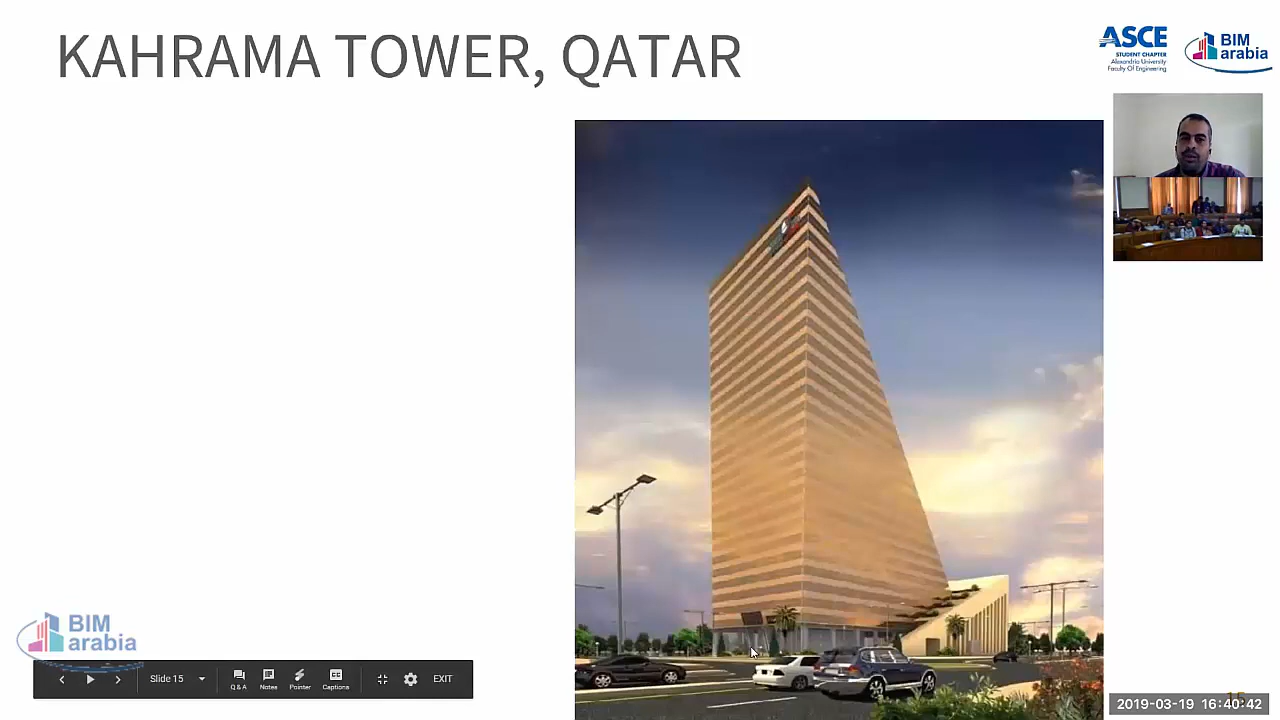 KAHRAMA TOWER, QATAR
ASCE
STUDENT CHAPTER
Alexandria University
Faculty Of Engineering
BIM
arabia
BIM
arabia
Slide 15
Q & A
Notes
Pointer
Captions
EXIT
15
2019-03-19 16:40:42